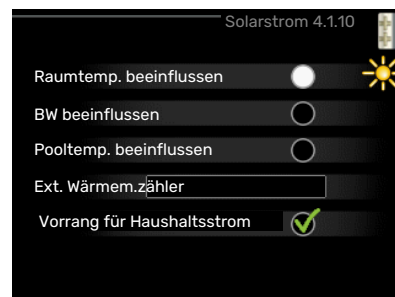 Solarstrom 4.1.10
Raumtemp. beeinflussen
BW beeinflussen
Pooltemp. beeinflussen
Ext. Wärmem.zähler
Vorrang für Haushaltsstrom